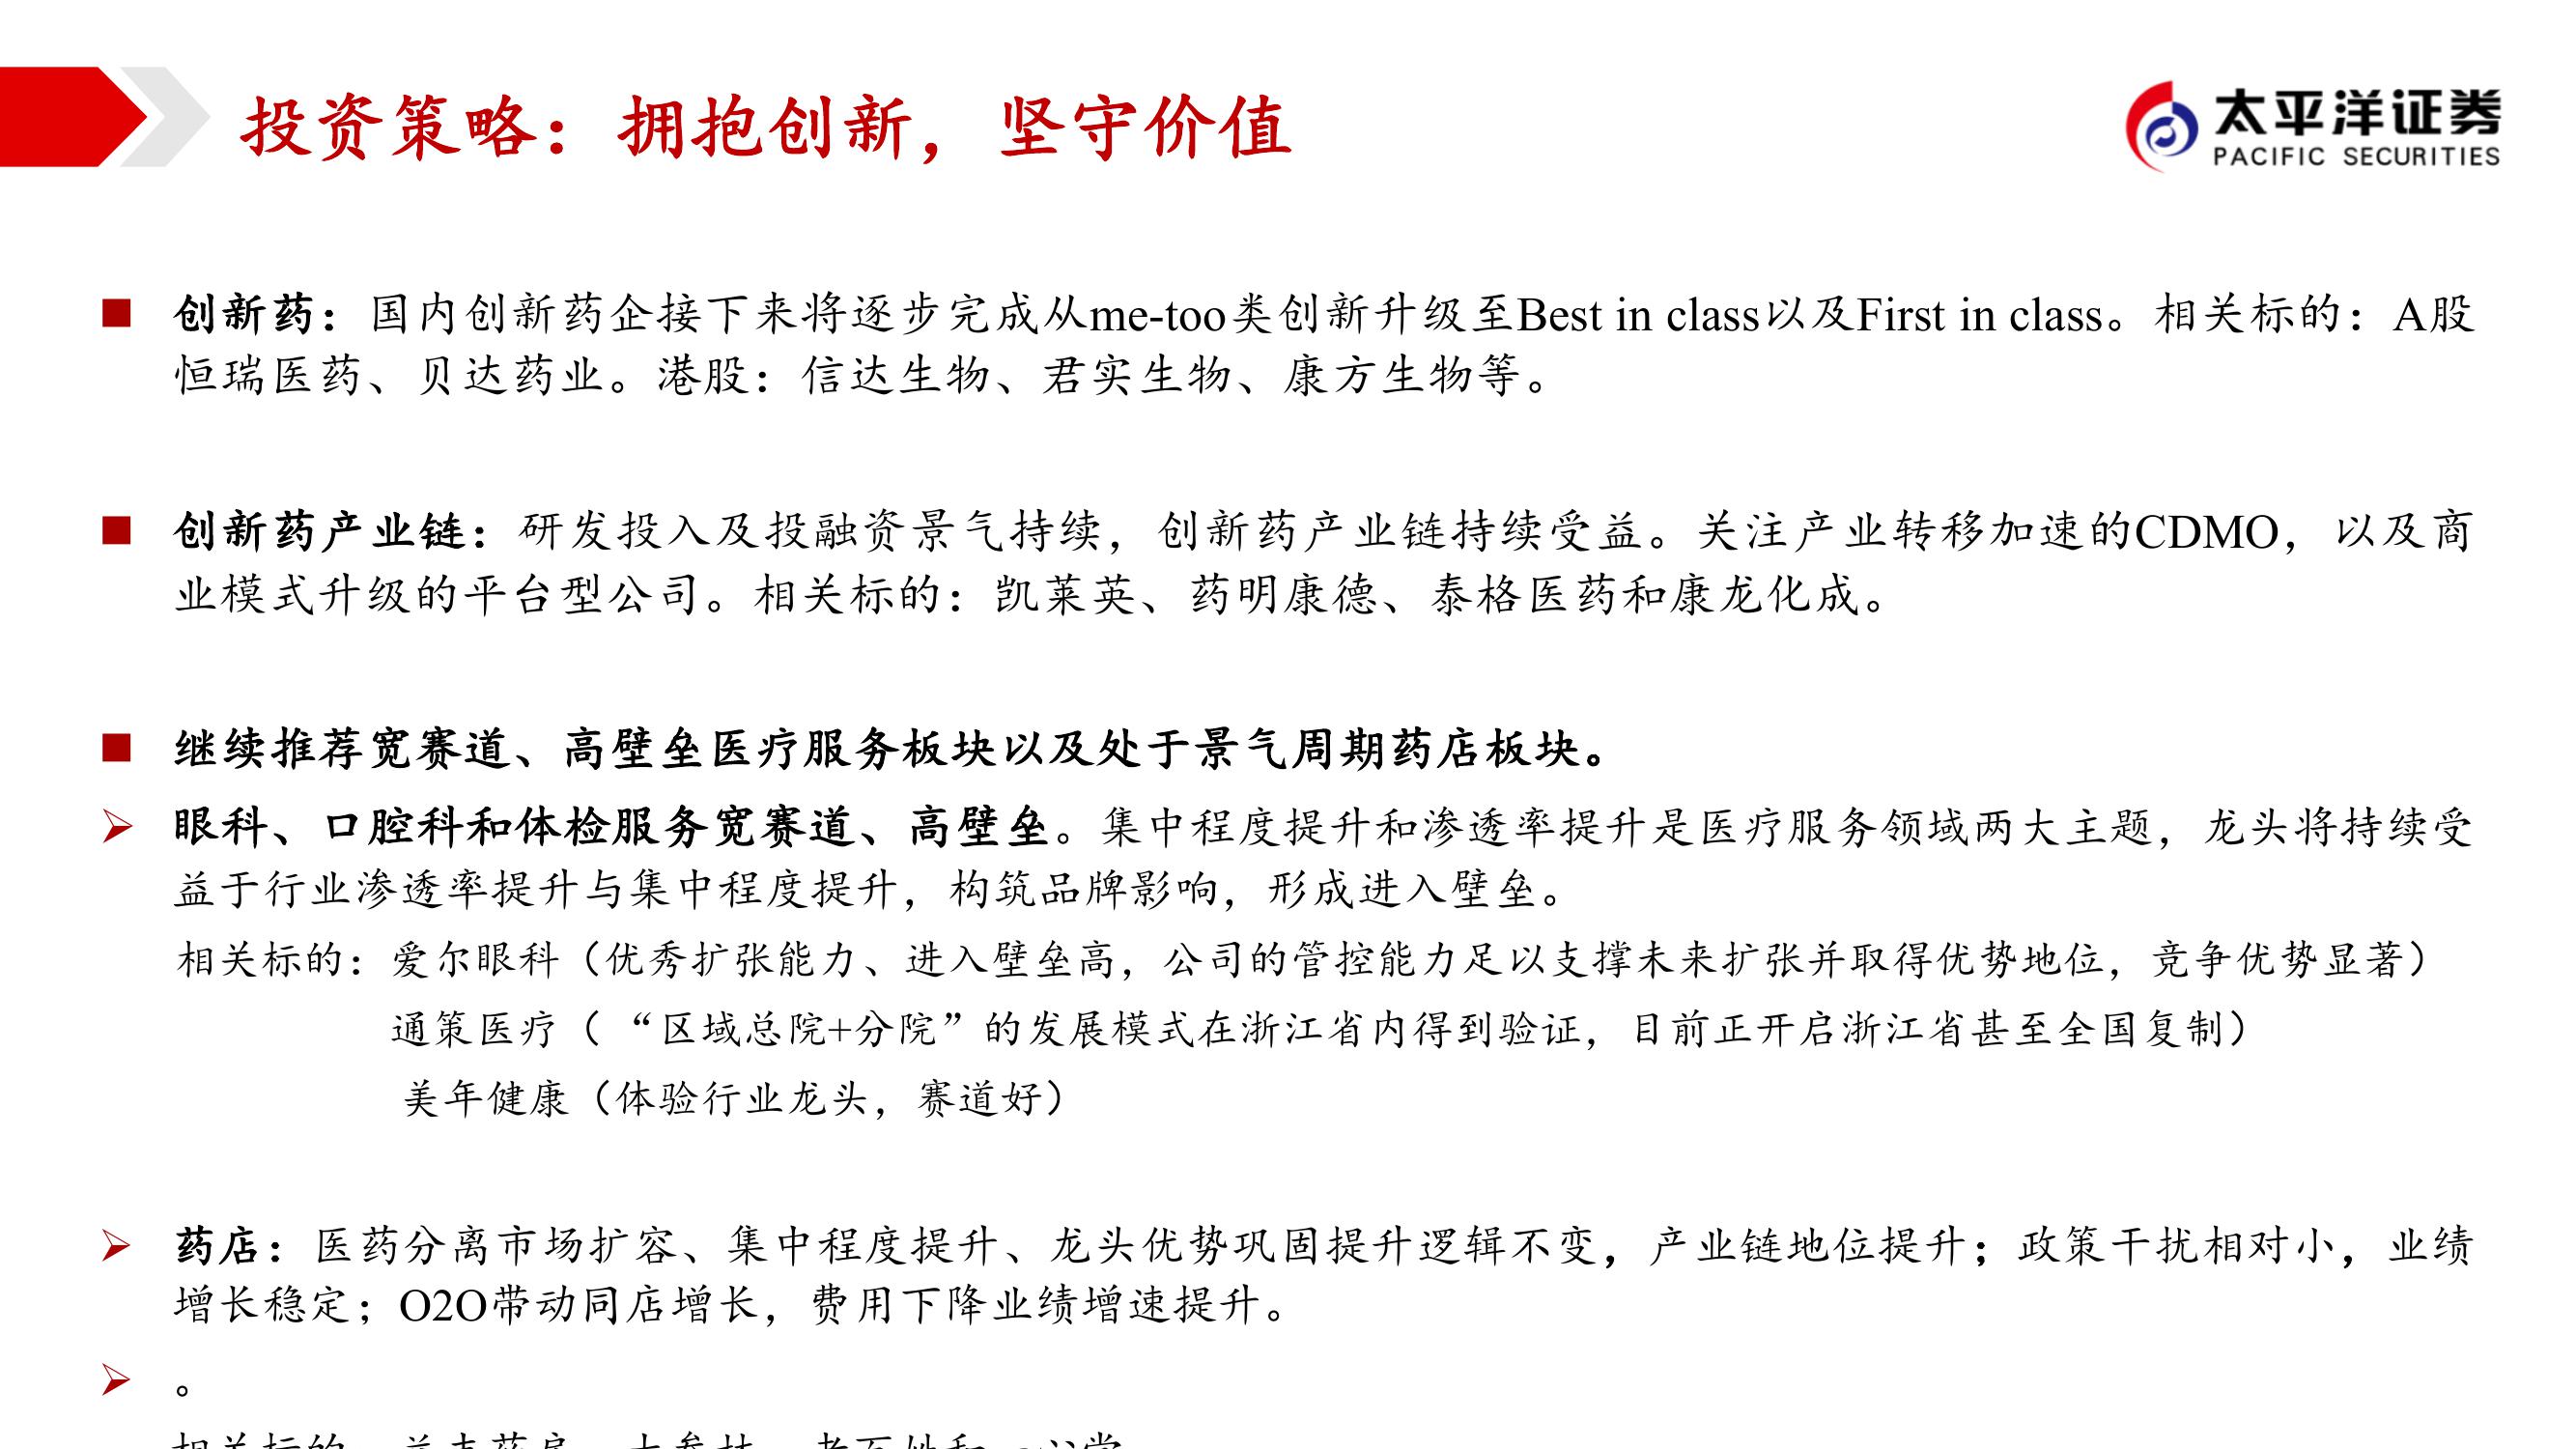 投资策略：拥抱创新，坚守价值
太平洋证券
PACIFIC SECURITIES
■ 创新药：国内创新药企接下来将逐步完成从me-too类创新升级至Best in class以及First in class。相关标的：A股
恒瑞医药、贝达药业。港股：信达生物、君实生物、康方生物等。
■ 创新药产业链：研发投入及投融资景气持续，创新药产业链持续受益。关注产业转移加速的CDMO，以及商
业模式升级的平台型公司。相关标的：凯莱英、药明康德、泰格医药和康龙化成。
■ 继续推荐宽赛道、高壁垒医疗服务板块以及处于景气周期药店板块。
➢ 眼科、口腔科和体检服务宽赛道、高壁垒。集中程度提升和渗透率提升是医疗服务领域两大主题，龙头将持续受
益于行业渗透率提升与集中程度提升，构筑品牌影响，形成进入壁垒。
相关标的：爱尔眼科（优秀扩张能力、进入壁垒高，公司的管控能力足以支撑未来扩张并取得优势地位，竞争优势显著）
通策医疗（ “区域总院+分院”的发展模式在浙江省内得到验证，目前正开启浙江省甚至全国复制）
美年健康（体验行业龙头，赛道好）
➢ 药店：医药分离市场扩容、集中程度提升、龙头优势巩固提升逻辑不变，产业链地位提升；政策干扰相对小，业绩
增长稳定；O2O带动同店增长，费用下降业绩增速提升。
➢ 。